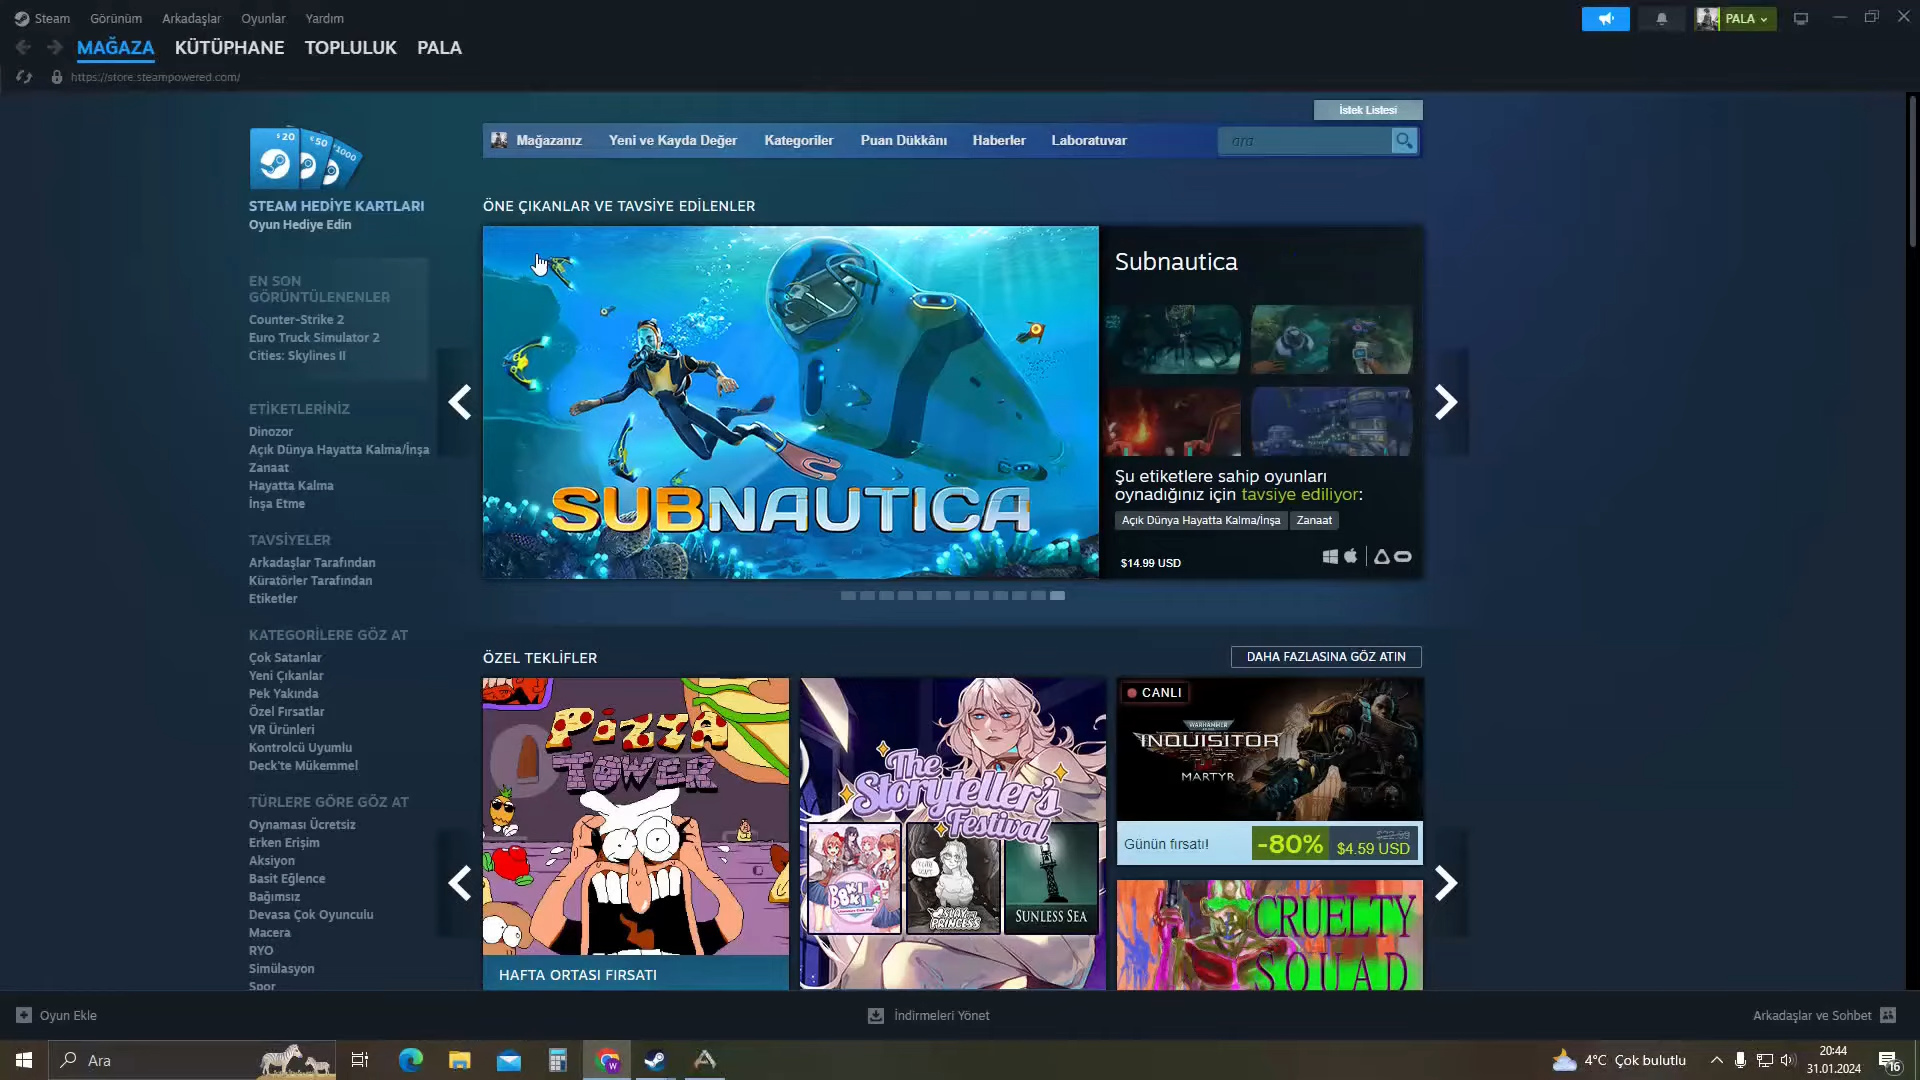 Steam
Görünüm
Arkadaşlar
Oyunlar
Yardım
PALA
MAĞAZA
KÜTÜPHANE
TOPLULUK
PALA
https://store.steampowered.com/
İstek Listesi
$20
$50
$1000
STEAM HEDİYE KARTLARI
Oyun Hediye Edin
Mağazanız
Yeni ve Kayda Değer
Kategoriler
Puan Dükkânı
Haberler
Laboratuvar
ara
EN SON
GÖRÜNTÜLENENLER
Counter-Strike 2
Euro Truck Simulator 2
Cities: Skylines II
ETİKETLERİNİZ
Dinozor
Açık Dünya Hayatta Kalma/İnşa
Zanaat
Hayatta Kalma
İnşa Etme
TAVSİYELER
Arkadaşlar Tarafından
Küratörler Tarafından
Etiketler
KATEGORİLERE GÖZ AT
Çok Satanlar
Yeni Çıkanlar
Pek Yakında
Özel Fırsatlar
VR Ürünleri
Kontrolcü Uyumlu
Deck'te Mükemmel
TÜRLERE GÖRE GÖZ AT
Oynaması Ücretsiz
Erken Erişim
Aksiyon
Basit Eğlence
Bağımsız
Devasa Çok Oyunculu
Macera
RYO
Simülasyon
Spor
ÖNE ÇIKANLAR VE TAVSİYE EDİLENLER
SUBNAUTICA
Subnautica
Şu etiketlere sahip oyunları
oynadığınız için tavsiye ediliyor:
Açık Dünya Hayatta Kalma/İnşa
Zanaat
$14.99 USD
ÖZEL TEKLİFLER
DAHA FAZLASINA GÖZ ATIN
PIZZA
TOWER
HAFTA ORTASI FIRSATI
The
Storyteller's
Festival
DOKI
DOKI
SLAY
PRINCESS
SUNLESS SEA
CANLI
WARHAMMER
INQUISITOR
MARTYR
Günün fırsatı!
-80%
$22.99
$4.59 USD
CRUELTY
SQUAD
Oyun Ekle
İndirmeleri Yönet
Arkadaşlar ve Sohbet
Ara
4°C Çok bulutlu
20:44
31.01.2024
16